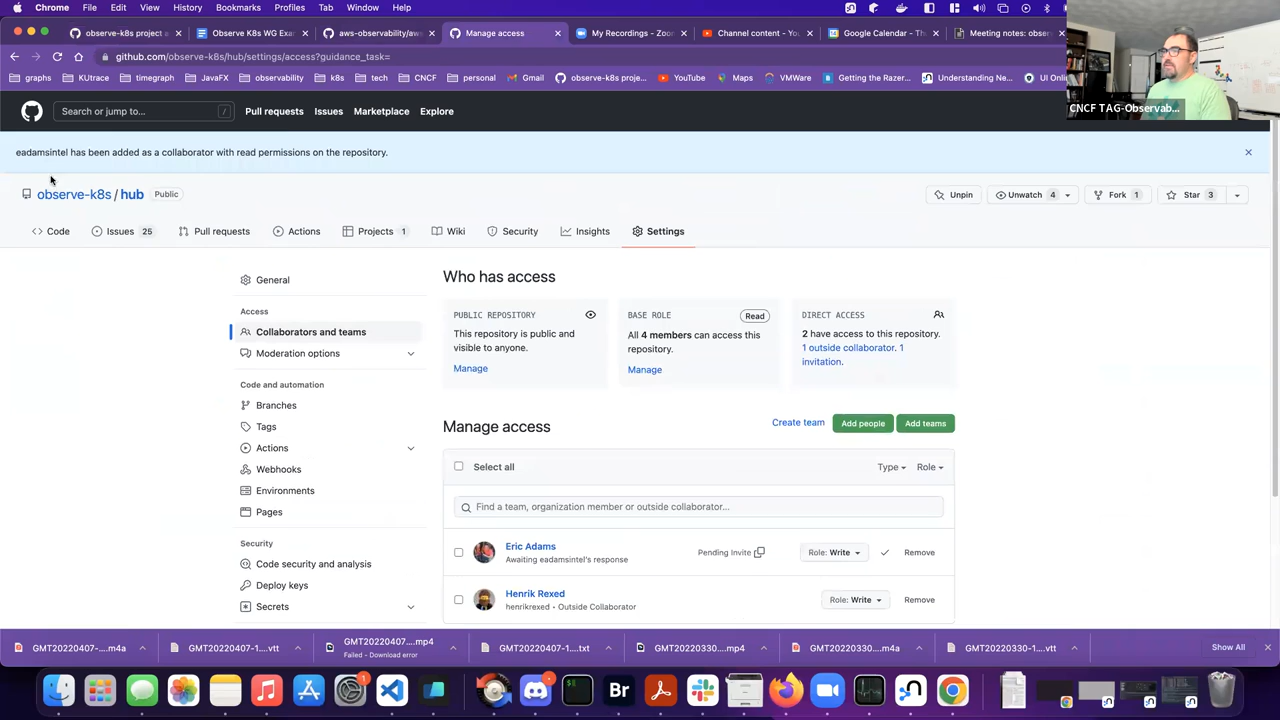 Chrome File Edit View History Bookmarks Profiles Tab Window Help
observe-k8s project a Observe K8s WG Exam aws-observability/aws Manage access My Recordings - Zoom Channel content - You Google Calendar - Th Meeting notes: obser
github.com/observe-k8s/hub/settings/access?guidance_task=
graphs KUtrace timegraph JavaFX observability k8s tech CNCF personal Gmail observe-k8s proje... YouTube Maps VMWare Getting the Razer... Understanding Ne... UI Onli
CNCF TAG-Observab...
Search or jump to... / Pull requests Issues Marketplace Explore
eadamsintel has been added as a collaborator with read permissions on the repository.
observe-k8s / hub Public Unpin Unwatch 4 Fork 1 Star 3
Code Issues 25 Pull requests Actions Projects 1 Wiki Security Insights Settings
General
Access
Collaborators and teams
Moderation options
Code and automation
Branches
Tags
Actions
Webhooks
Environments
Pages
Security
Code security and analysis
Deploy keys
Secrets
Who has access
PUBLIC REPOSITORY
This repository is public and
visible to anyone.
Manage
BASE ROLE Read
All 4 members can access this
repository.
Manage
DIRECT ACCESS
2 have access to this repository.
1 outside collaborator. 1
invitation.
Manage access Create team Add people Add teams
Select all Type Role
Find a team, organization member or outside collaborator...
Eric Adams
Awaiting eadamsintel's response
Pending Invite Role: Write Remove
Henrik Rexed
henrikrexed • Outside Collaborator
Role: Write Remove
GMT20220407-....m4a GMT20220407-1....vtt GMT20220407....mp4 GMT20220407-1....txt GMT20220330....mp4 GMT20220330....m4a GMT20220330-1....vtt Show All
Failed - Download error
Br